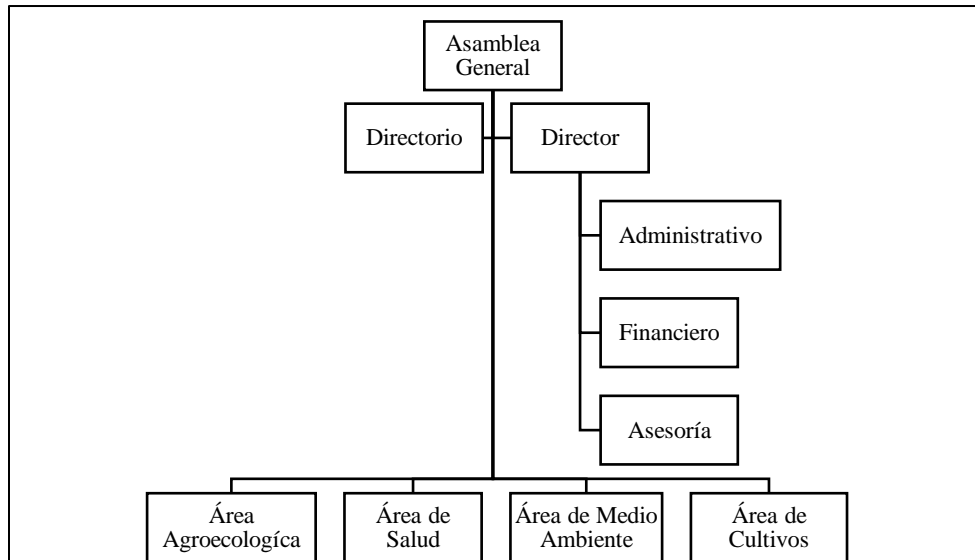 Asamblea
General
Directorio
Director
Administrativo
Financiero
Asesoría
Área
Agroecologíca
Área de
Salud
Área de Medio
Ambiente
Área de
Cultivos